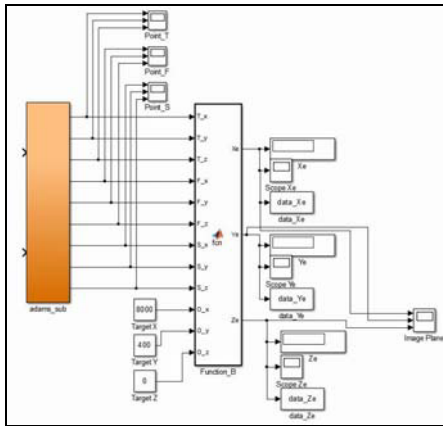 Point_T
Point_F
Point_S
adams_sub
T_x
T_y
T_z
F_x
F_y
F_z
S_x
S_y
S_z
O_x
O_y
O_z
fcn
Function_B
8000
Target X
400
Target Y
0
Target Z
Xe
Ye
Ze
Xe
Scope Xe
data_Xe
data_Xe
Ye
Scope Ye
data_Ye
data_Ye
Ze
Scope Ze
data_Ze
data_Ze
Image Plane